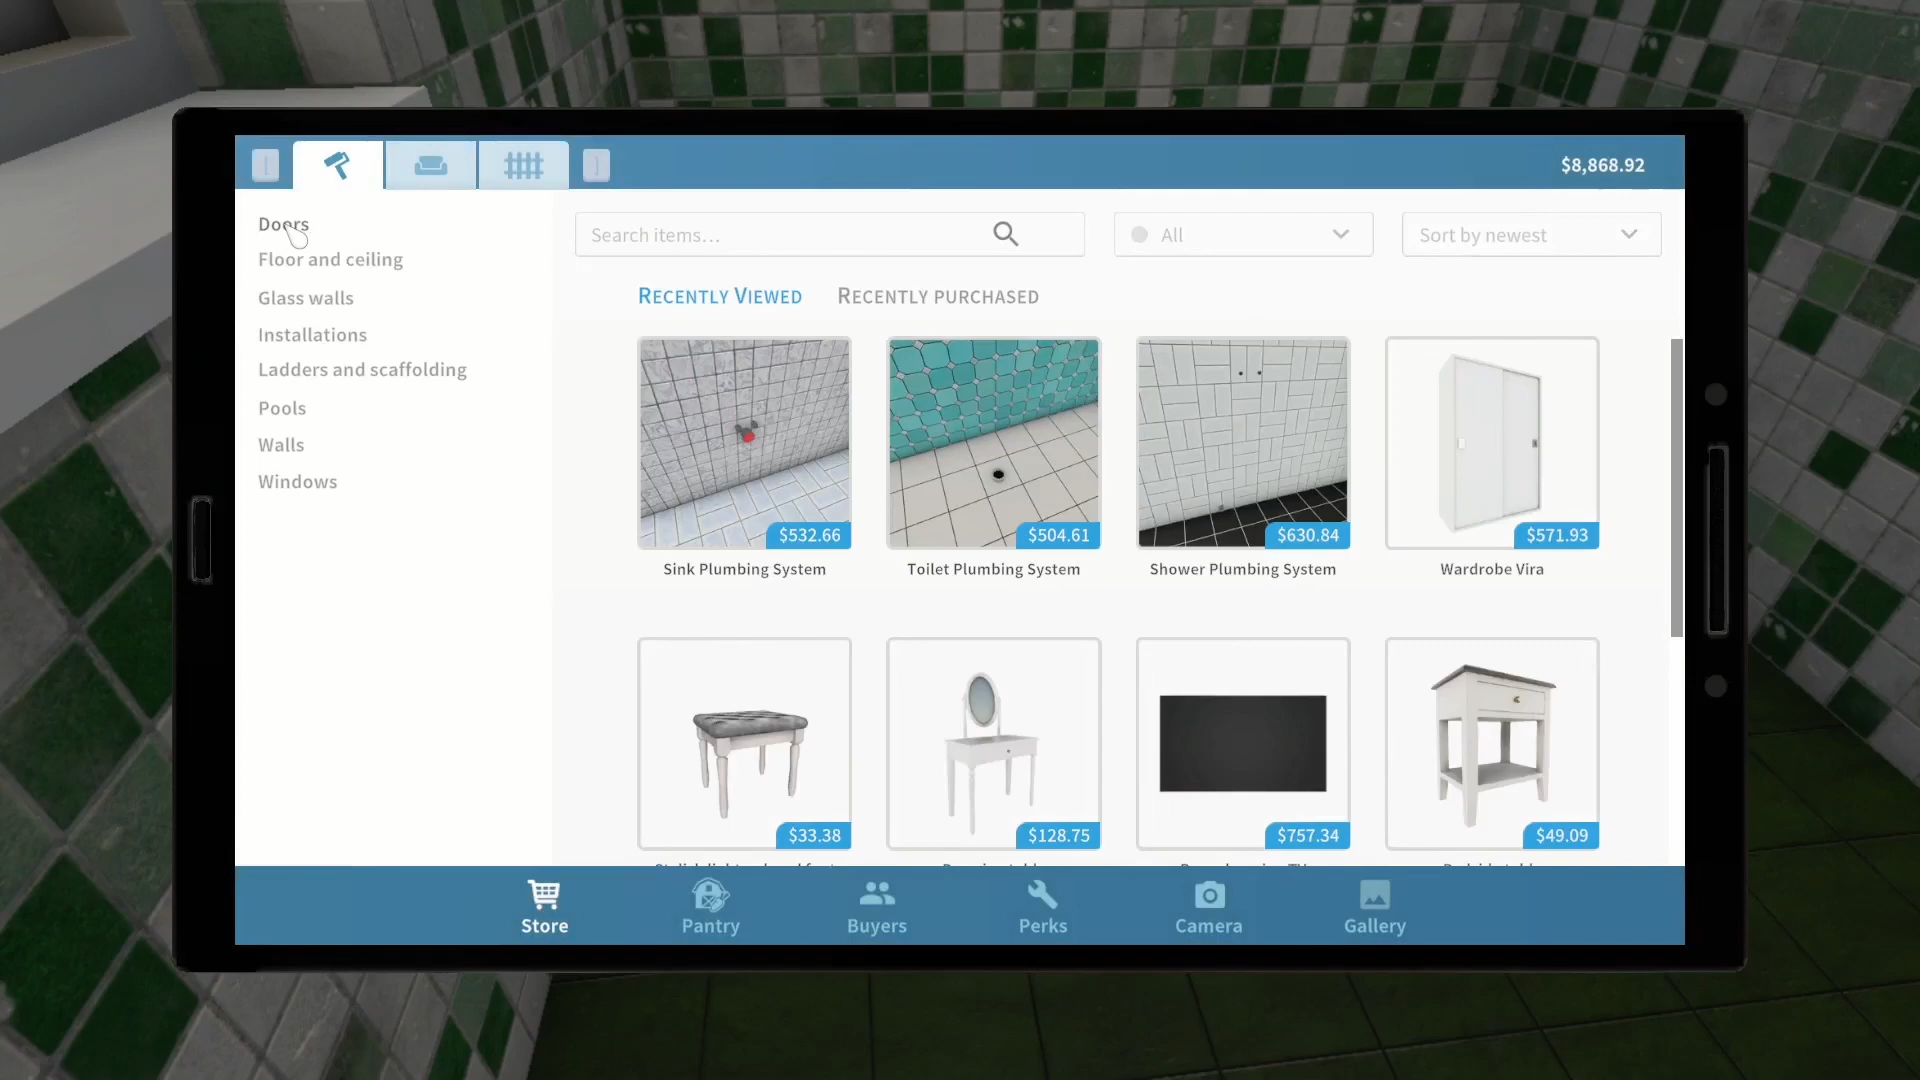 $8,868.92
Doors
Floor and ceiling
Glass walls
Installations
Ladders and scaffolding
Pools
Walls
Windows
Search items...
All
Sort by newest
RECENTLY VIEWED
RECENTLY PURCHASED
$532.66
$504.61
$630.84
$571.93
Sink Plumbing System
Toilet Plumbing System
Shower Plumbing System
Wardrobe Vira
$33.38
$128.75
$757.34
$49.09
Store
Pantry
Buyers
Perks
Camera
Gallery